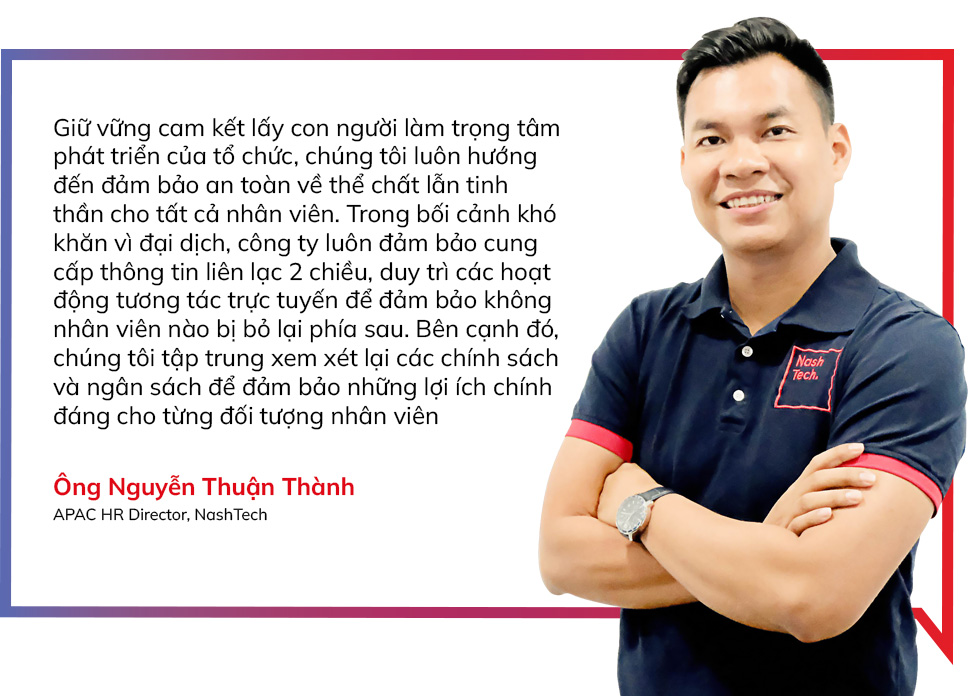 Giữ vững cam kết lấy con người làm trọng tâm
phát triển của tổ chức, chúng tôi luôn hướng
đến đảm bảo an toàn về thể chất lẫn tinh
thần cho tất cả nhân viên. Trong bối cảnh khó
khăn vì đại dịch, công ty luôn đảm bảo cung
cấp thông tin liên lạc 2 chiều, duy trì các hoạt
động tương tác trực tuyến để đảm bảo không
nhân viên nào bị bỏ lại phía sau. Bên cạnh đó,
chúng tôi tập trung xem xét lại các chính sách
và ngân sách để đảm bảo những lợi ích chính
đáng cho từng đối tượng nhân viên
Ông Nguyễn Thuận Thành
APAC HR Director, NashTech
Nash
Tech.